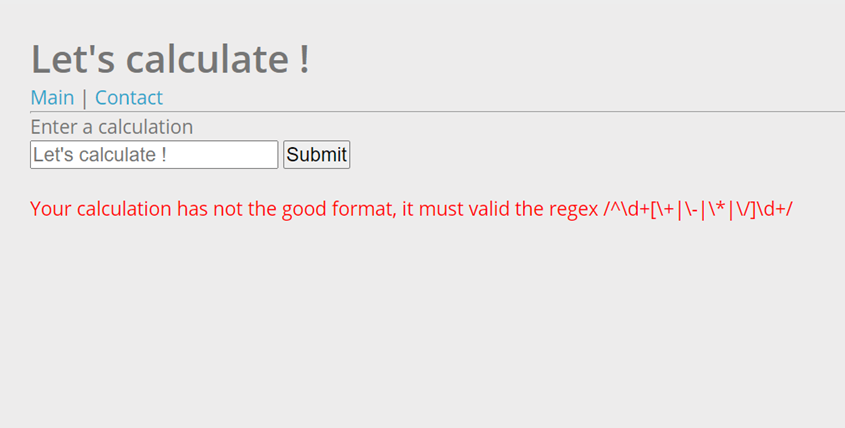 Let's calculate !
Main | Contact
Enter a calculation
Let's calculate ! Submit
Your calculation has not the good format, it must valid the regex /^\d+[\+|\-|\*|\/]\d+/